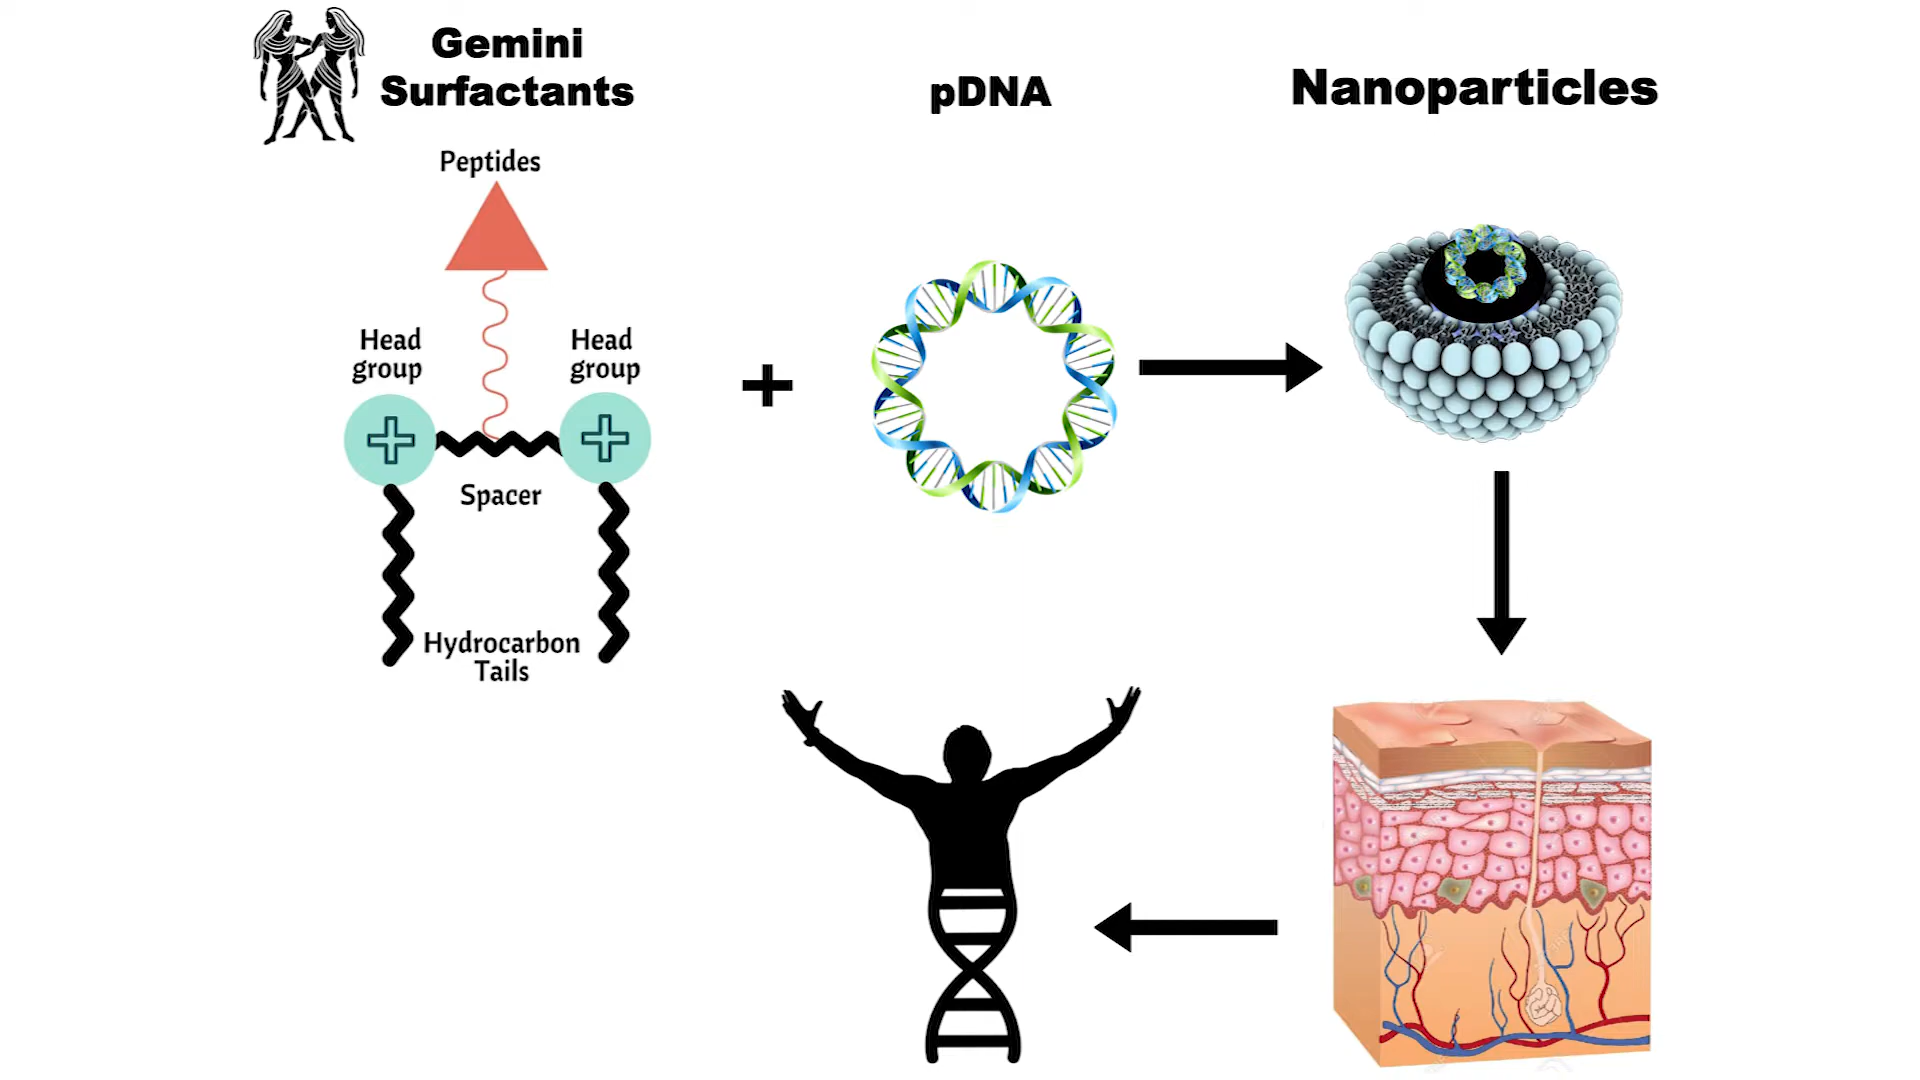 Gemini
Surfactants
pDNA
Nanoparticles
Peptides
Head
group
Head
group
Spacer
Hydrocarbon
Tails